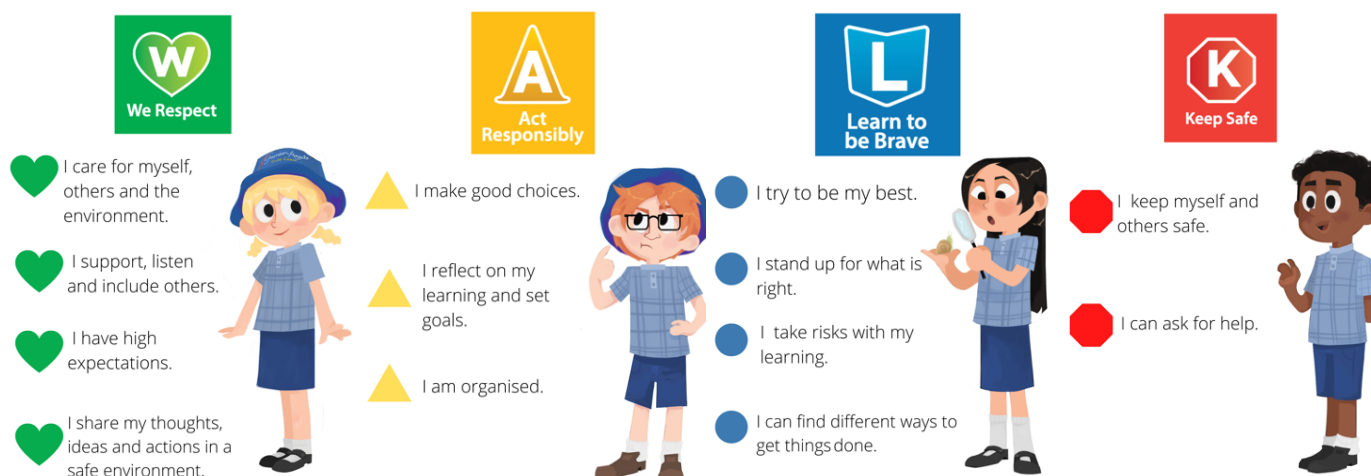 W
We Respect
I care for myself,
others and the
environment.
I support, listen
and include others.
I have high
expectations.
I share my thoughts,
ideas and actions in a
safe environment.
A
Act
Responsibly
I make good choices.
I reflect on my
learning and set
goals.
I am organised.
L
Learn to
be Brave
I try to be my best.
I stand up for what is
right.
I take risks with my
learning.
I can find different ways to
get things done.
K
Keep Safe
I keep myself and
others safe.
I can ask for help.